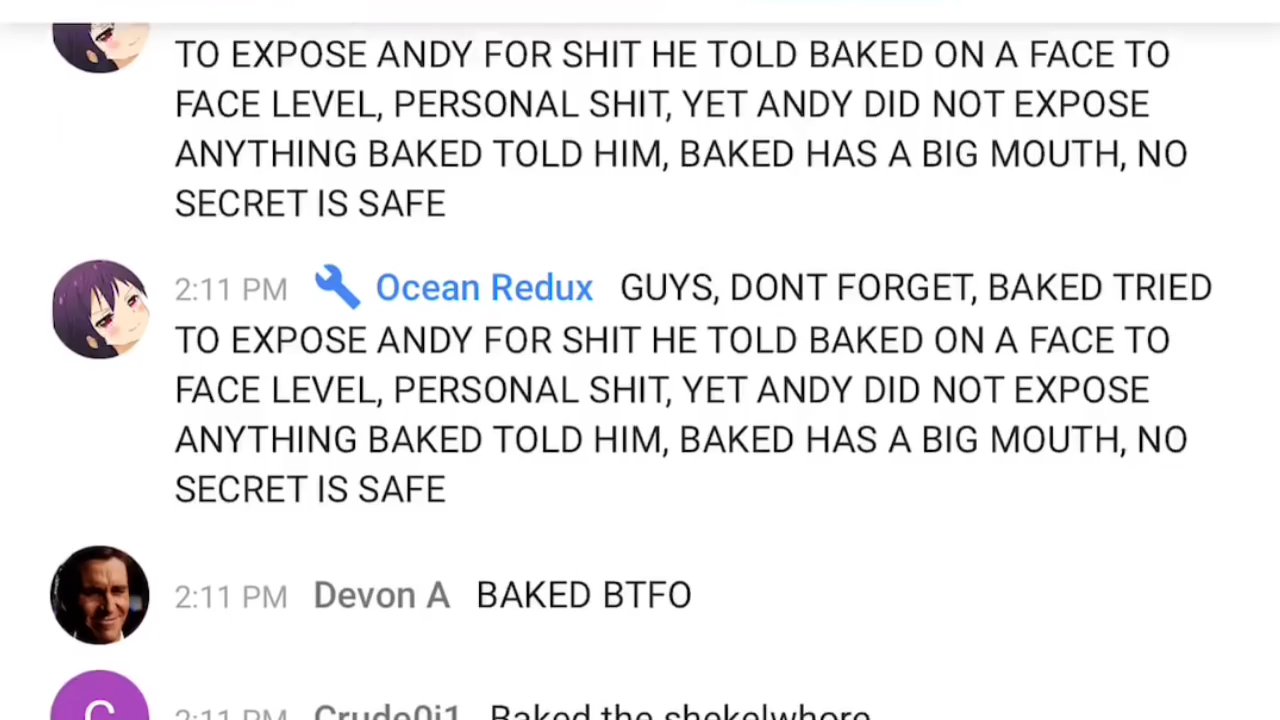 TO EXPOSE ANDY FOR SHIT HE TOLD BAKED ON A FACE TO
FACE LEVEL, PERSONAL SHIT, YET ANDY DID NOT EXPOSE
ANYTHING BAKED TOLD HIM, BAKED HAS A BIG MOUTH, NO
SECRET IS SAFE
2:11 PM Ocean Redux GUYS, DONT FORGET, BAKED TRIED
TO EXPOSE ANDY FOR SHIT HE TOLD BAKED ON A FACE TO
FACE LEVEL, PERSONAL SHIT, YET ANDY DID NOT EXPOSE
ANYTHING BAKED TOLD HIM, BAKED HAS A BIG MOUTH, NO
SECRET IS SAFE
2:11 PM Devon A BAKED BTFO
C 2:11 PM Crude0i1 Baked the shekelwhore